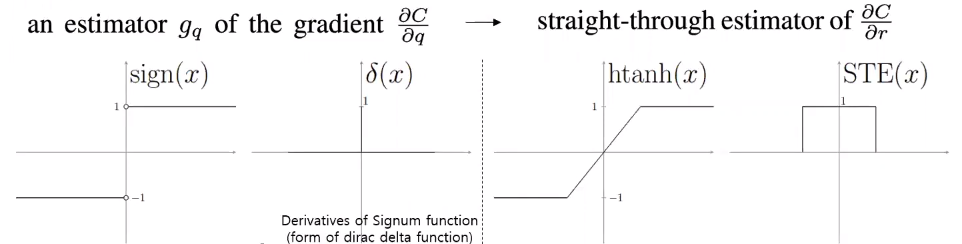 an estimator g_q of the gradient ∂C/∂q → straight-through estimator of ∂C/∂r
sign(x) δ(x) htanh(x) STE(x)
1 1 1 1
−1 −1
Derivatives of Signum function
(form of dirac delta function)